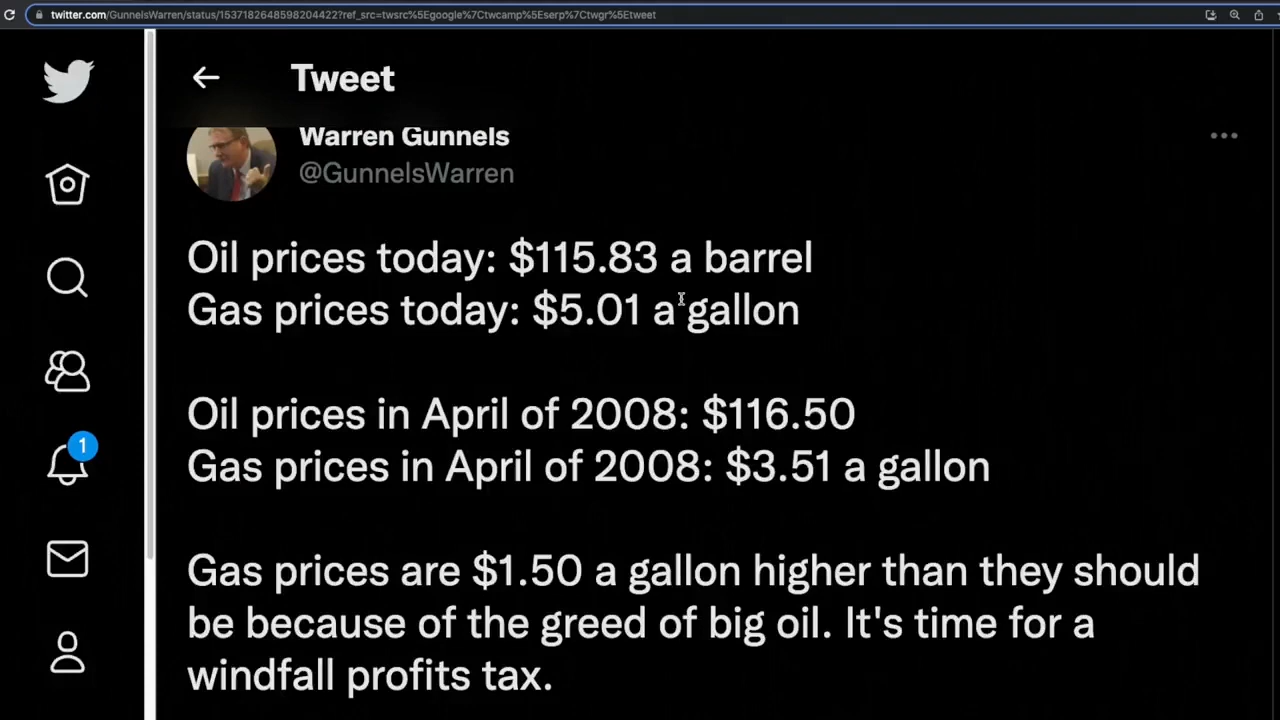 twitter.com/GunnelsWarren/status/1537182648598204422?ref_src=twsrc%5Egoogle%7Ctwcamp%5Eserp%7Ctwgr%5Etweet
Tweet
Warren Gunnels
@GunnelsWarren
Oil prices today: $115.83 a barrel
Gas prices today: $5.01 a gallon
Oil prices in April of 2008: $116.50
Gas prices in April of 2008: $3.51 a gallon
1
Gas prices are $1.50 a gallon higher than they should
be because of the greed of big oil. It's time for a
windfall profits tax.